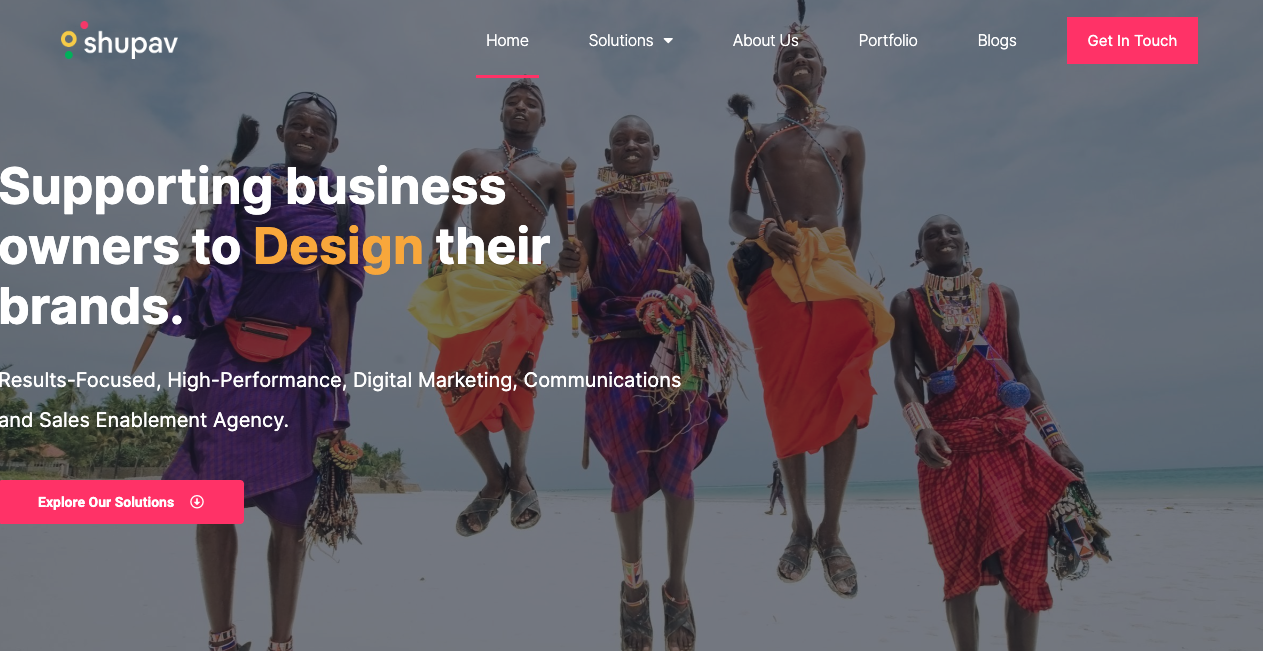 shupav
Home
Solutions
About Us
Portfolio
Blogs
Get In Touch
Supporting business
owners to Design their
brands.
Results-Focused, High-Performance, Digital Marketing, Communications
and Sales Enablement Agency.
Explore Our Solutions